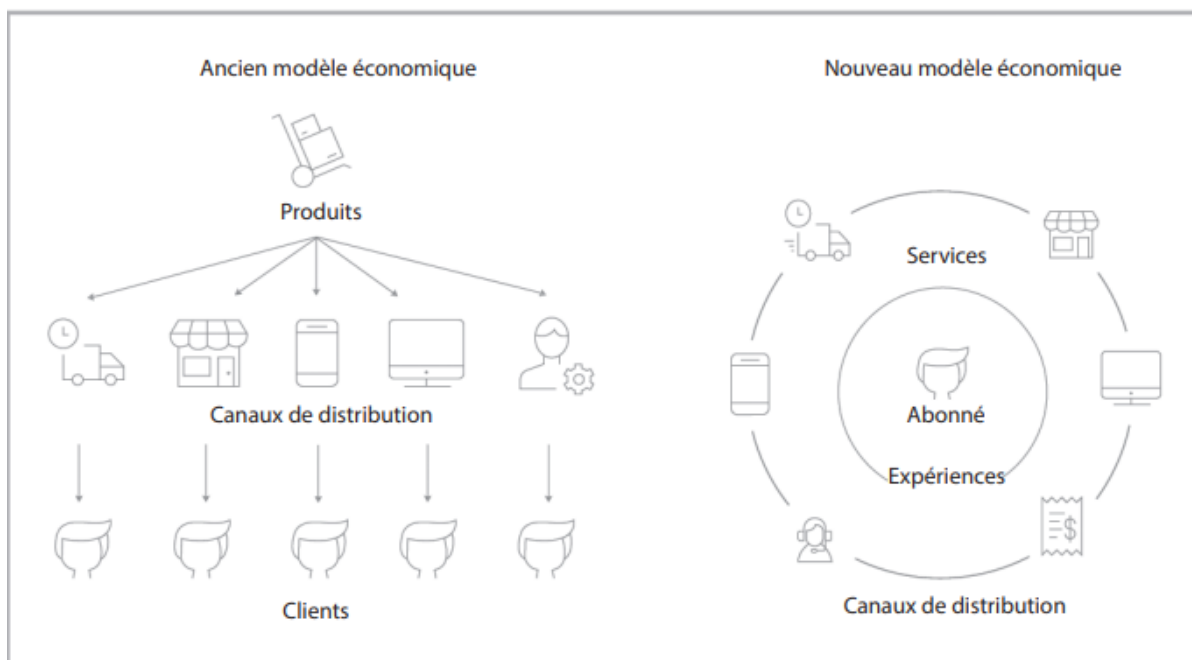 Ancien modèle économique
Produits
Canaux de distribution
Clients
Nouveau modèle économique
Services
Abonné
Expériences
$
Canaux de distribution